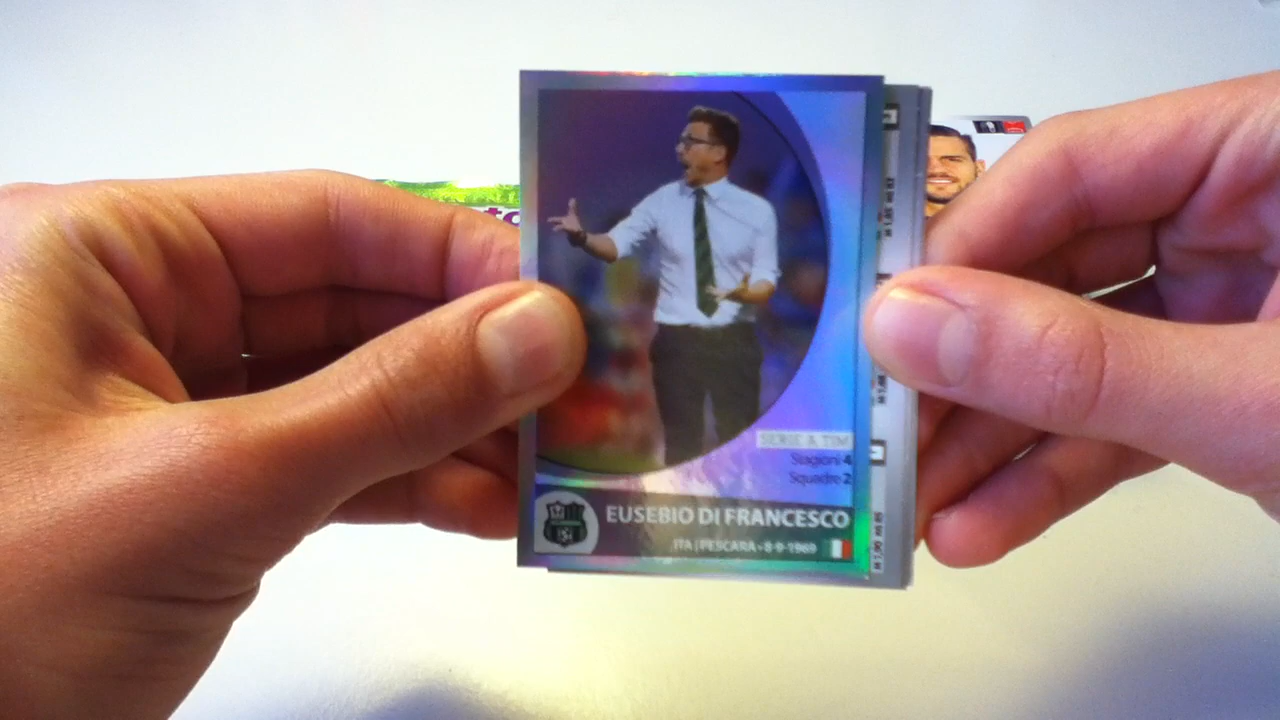 SERIE A TIM
Stagioni 4
Squadre 2
EUSEBIO DI FRANCESCO
ITA | PESCARA - 8-9-1969